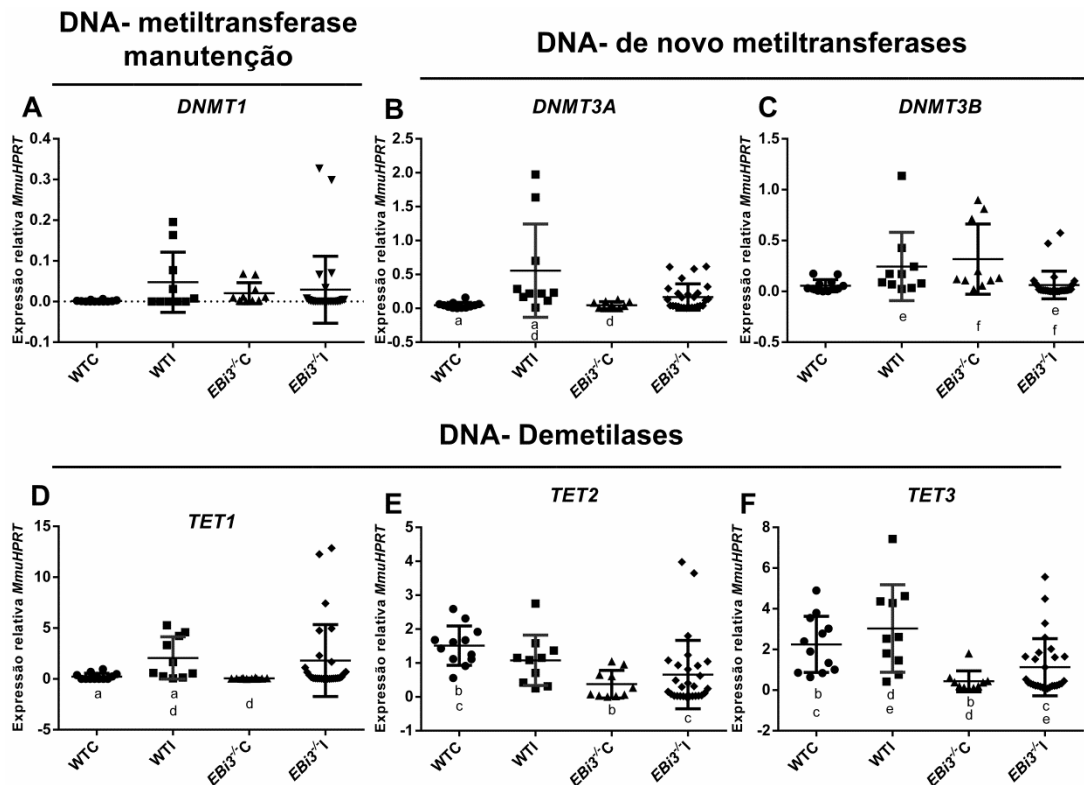 DNA- metiltransferase
manutenção
DNA- de novo metiltransferases
A
DNMT1
Expressão relativa MmuHPRT
0.4
0.3
0.2
0.1
0.0
-0.1
WTC
WTI
EBi3-/-C
EBi3-/-I
B
DNMT3A
Expressão relativa MmuHPRT
2.5
2.0
1.5
1.0
0.5
0.0
-0.5
a
a
d
d
WTC
WTI
EBi3-/-C
EBi3-/-I
C
DNMT3B
Expressão relativa MmuHPRT
1.5
1.0
0.5
0.0
-0.5
e
f
e
f
WTC
WTI
EBi3-/-C
EBi3-/-1
DNA- Demetilases
D
TET1
Expressão relativa MmuHPRT
15
10
5
0
-5
a
a
d
d
WTC
WTI
EBi3-/-C
EBi3-/-1
E
TET2
Expressão relativa MmuHPRT
5
4
3
2
1
0
-1
b
c
b
c
WTC
WTI
EBi3-/-C
EBi3-/-1
F
TET3
Expressão relativa MmuHPRT
8
6
4
2
0
-2
b
c
d
e
b
d
c
e
WTC
WTI
EBi3-/-C
EBi3-/-1